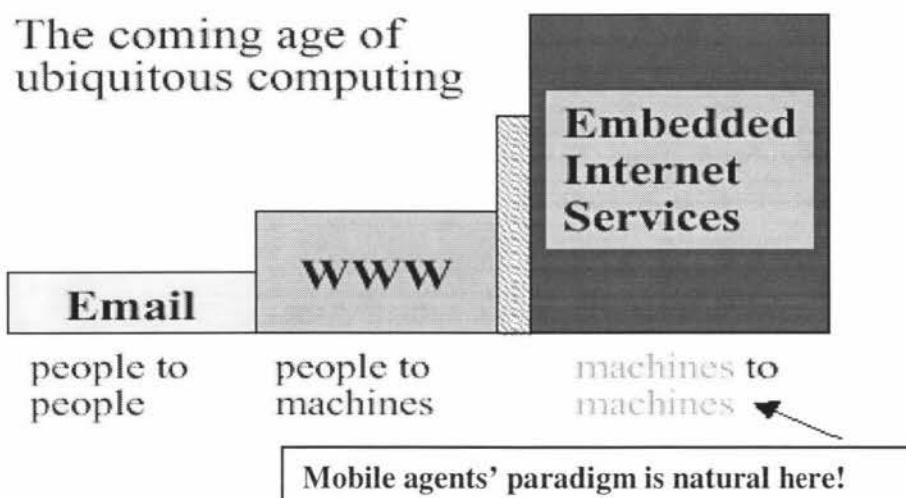 The coming age of
ubiquitous computing
Embedded
Internet
Services
WWW
Email
people to
people
people to
machines
machines to
machines
Mobile agents' paradigm is natural here!